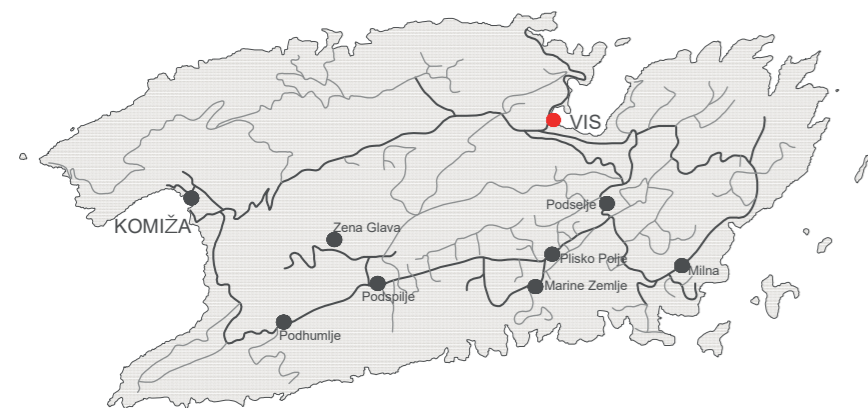 VIS
Podselje
KOMIŽA
Zena Glava
Plisko Polje
Milna
Podspilje
Marine Zemlje
Podhumlje